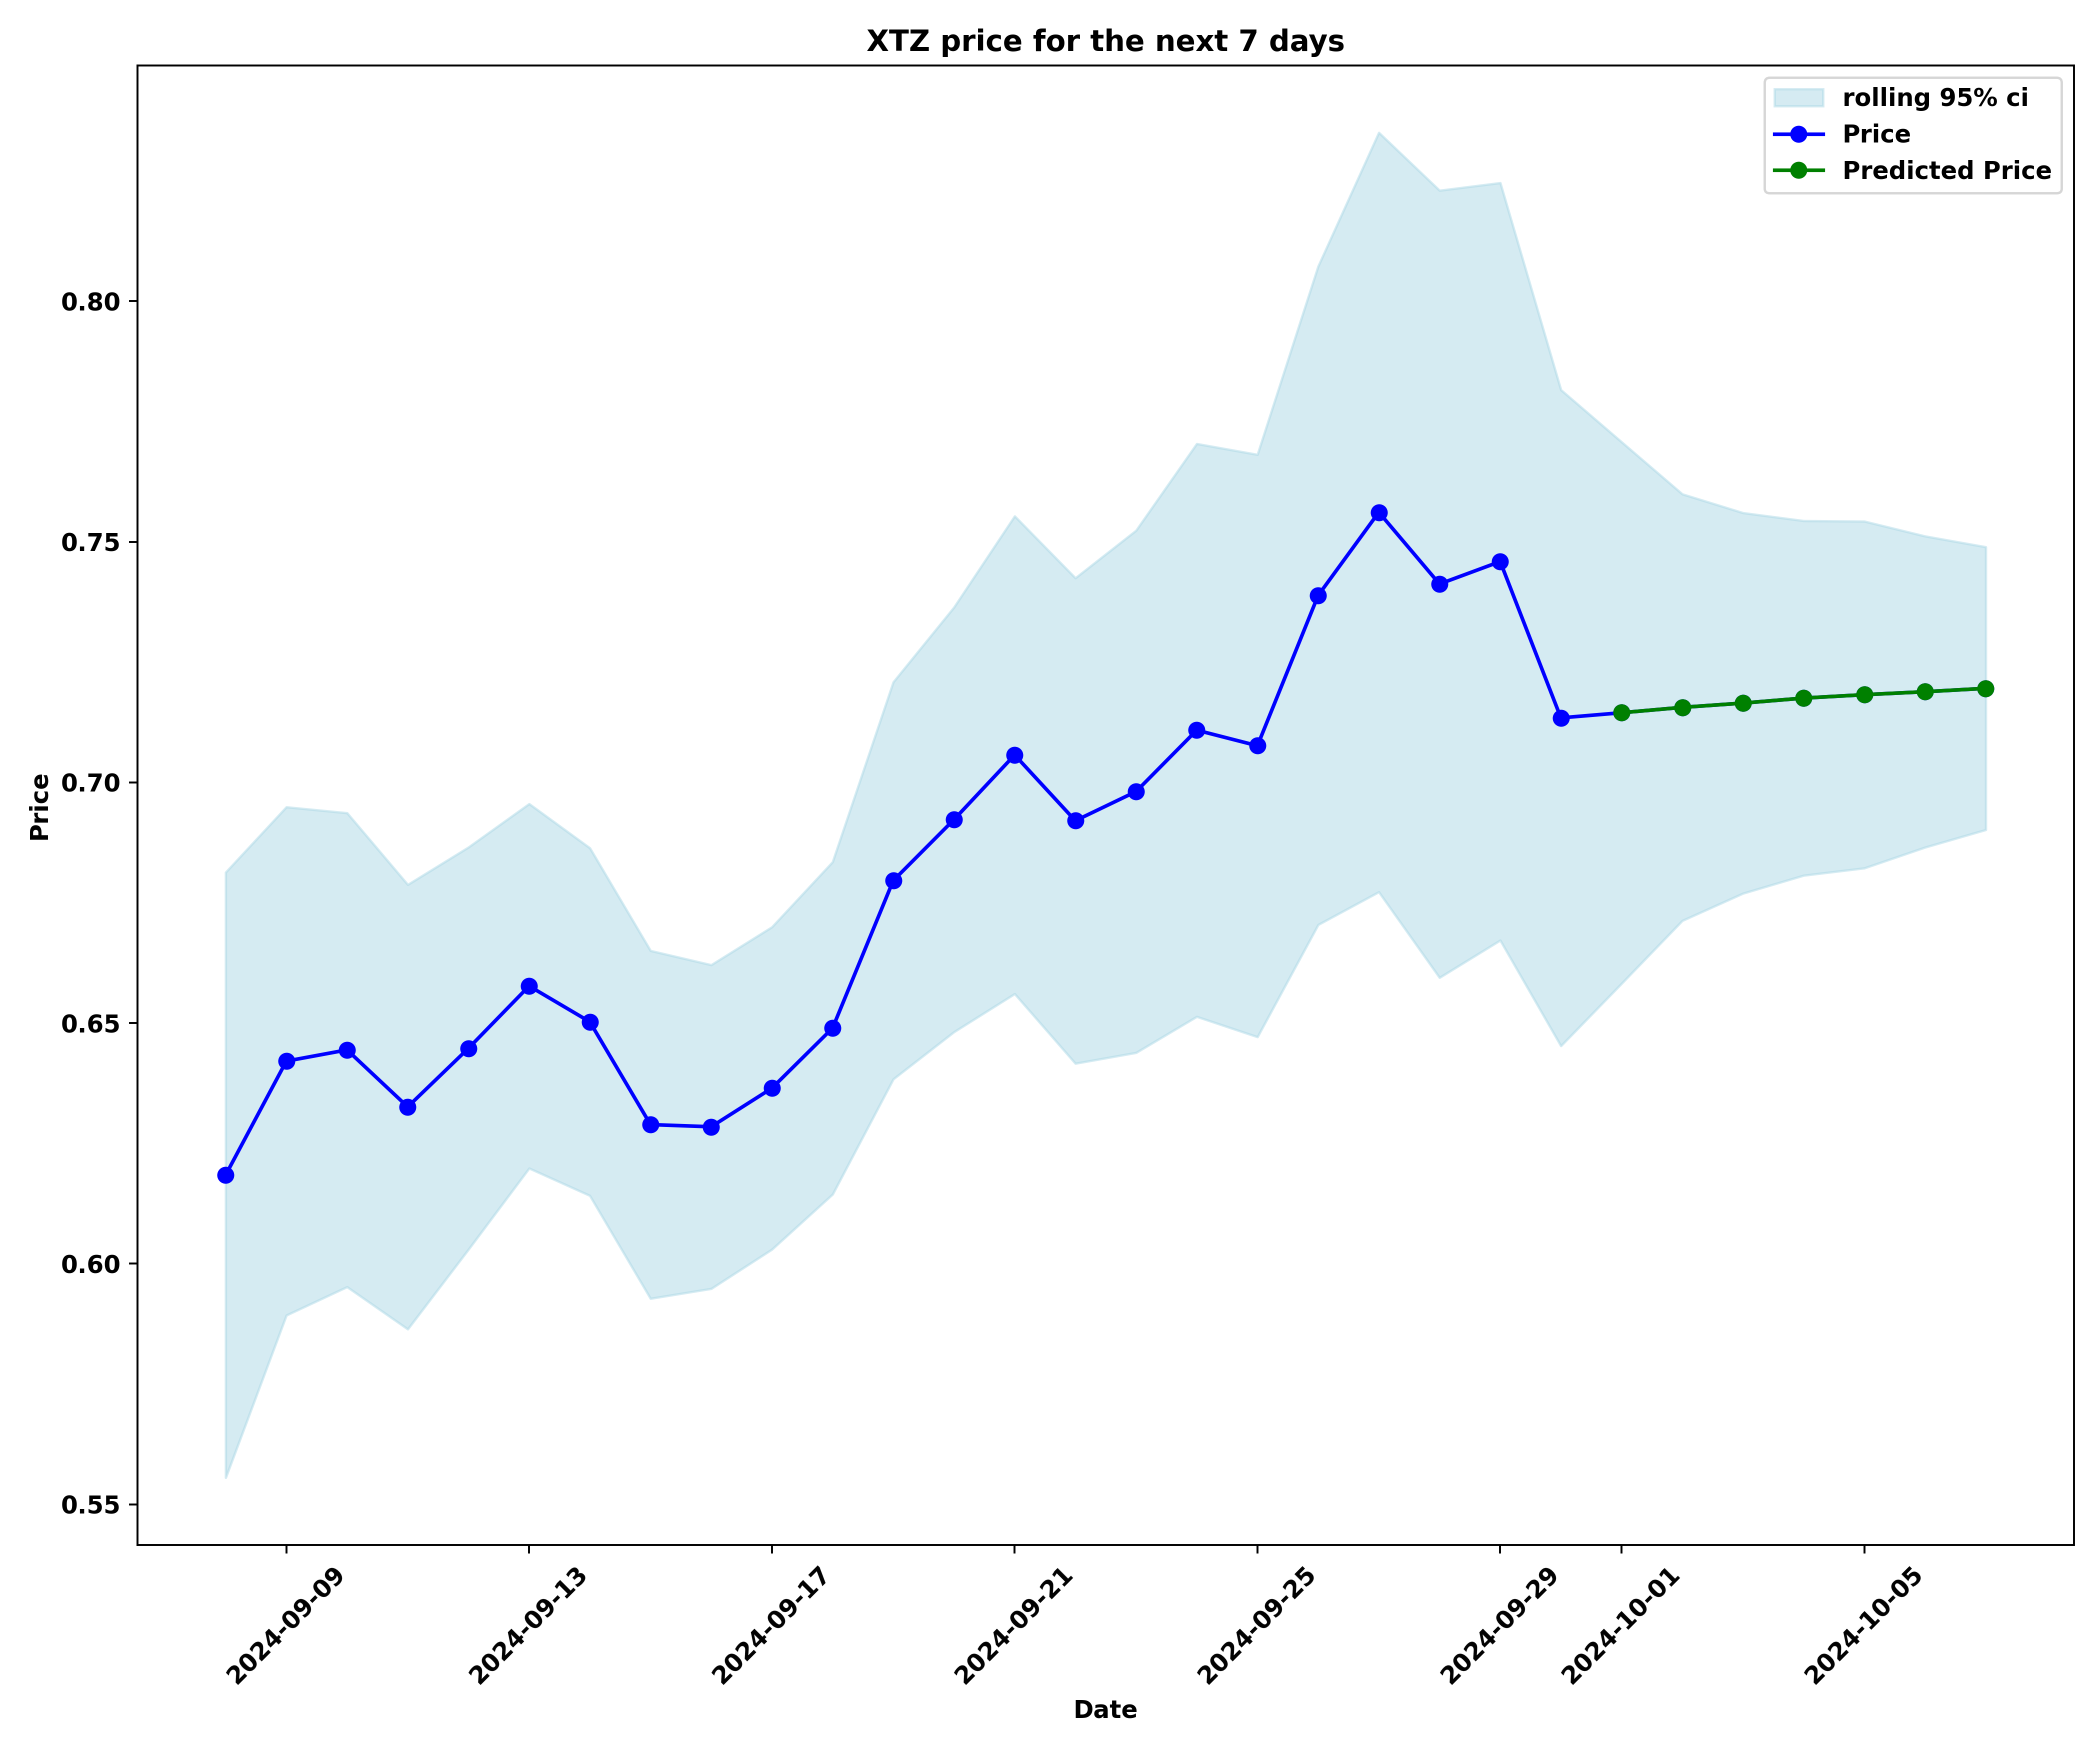 XTZ price for the next 7 days
rolling 95% ci
Price
Predicted Price
0.80
0.75
0.70
0.65
0.60
0.55
Price
2024-09-09
2024-09-13
2024-09-17
2024-09-21
2024-09-25
2024-09-29
2024-10-01
2024-10-05
Date